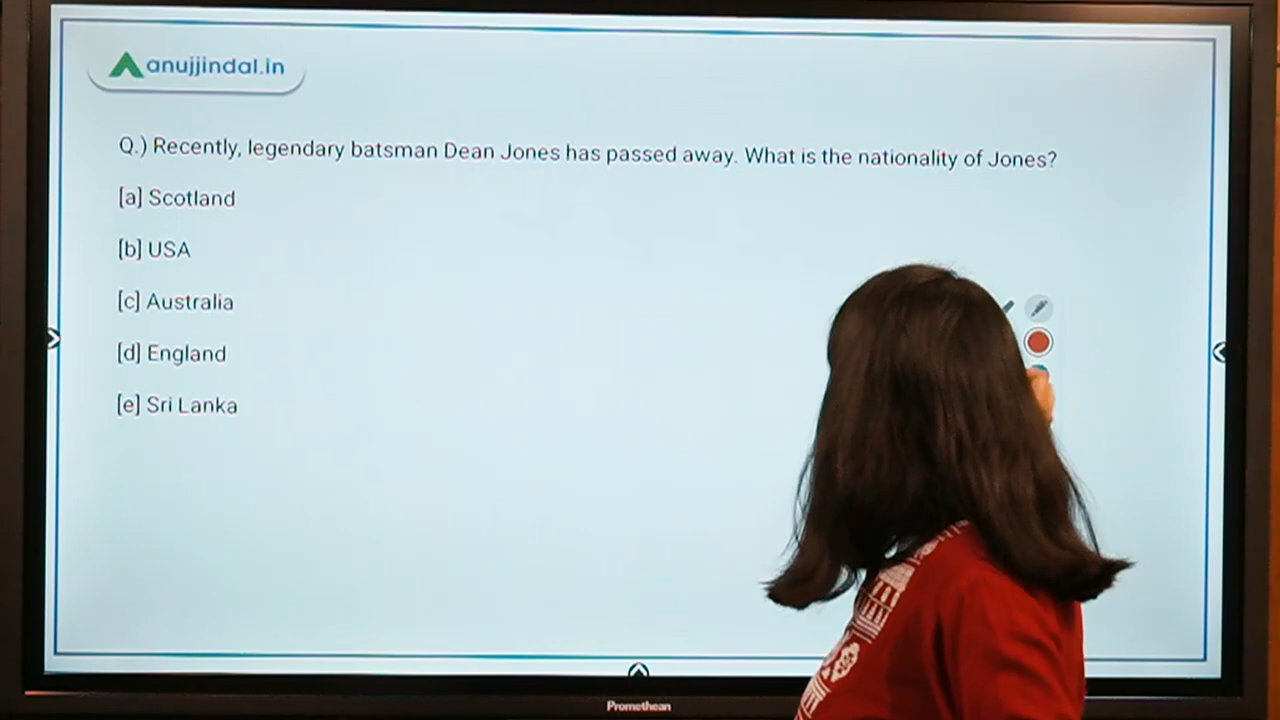 anujjindal.in
Q.) Recently, legendary batsman Dean Jones has passed away. What is the nationality of Jones?
[a] Scotland
[b] USA
[c] Australia
[d] England
[e] Sri Lanka
Promethean